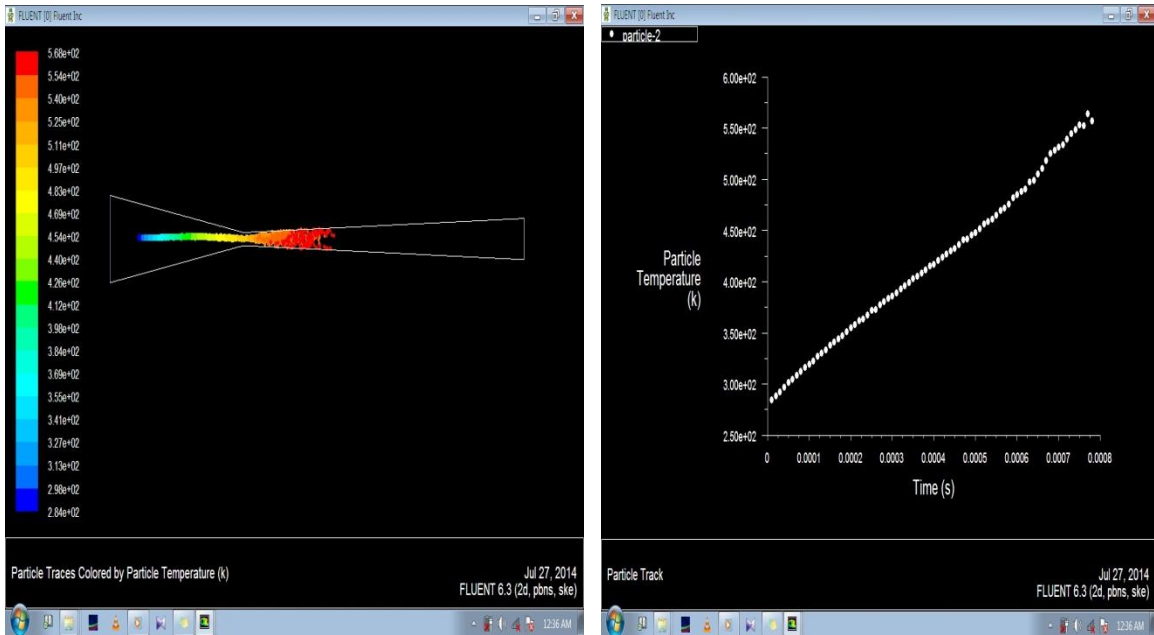 FLUENT [0] Fluent Inc
5.68e+02
5.54e+02
5.40e+02
5.25e+02
5.11e+02
4.97e+02
4.83e+02
4.69e+02
4.54e+02
4.40e+02
4.26e+02
4.12e+02
3.98e+02
3.84e+02
3.69e+02
3.55e+02
3.41e+02
3.27e+02
3.13e+02
2.98e+02
2.84e+02
Particle Traces Colored by Particle Temperature (k)
Jul 27, 2014
FLUENT 6.3 (2d, pbns, ske)
12:36 AM
FLUENT [0] Fluent Inc
particle-2
6.00e+02
5.50e+02
5.00e+02
4.50e+02
4.00e+02
3.50e+02
3.00e+02
2.50e+02
Particle
Temperature
(k)
0 0.0001 0.0002 0.0003 0.0004 0.0005 0.0006 0.0007 0.0008
Time (s)
Particle Track
Jul 27, 2014
FLUENT 6.3 (2d, pbns, ske)
12:36 AM